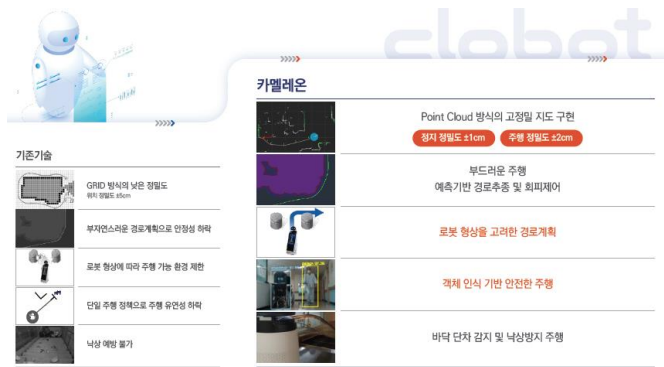 clobot
기존기술
GRID 방식의 낮은 정밀도
위치 정밀도 ±5cm
부자연스러운 경로계획으로 안정성 하락
로봇 형상에 따라 주행 가능 환경 제한
단일 주행 정책으로 주행 유연성 하락
낙상 예방 불가
카멜레온
Point Cloud 방식의 고정밀 지도 구현
정지 정밀도 ±1cm
주행 정밀도 ±2cm
부드러운 주행
예측기반 경로추종 및 회피제어
로봇 형상을 고려한 경로계획
객체 인식 기반 안전한 주행
바닥 단차 감지 및 낙상방지 주행